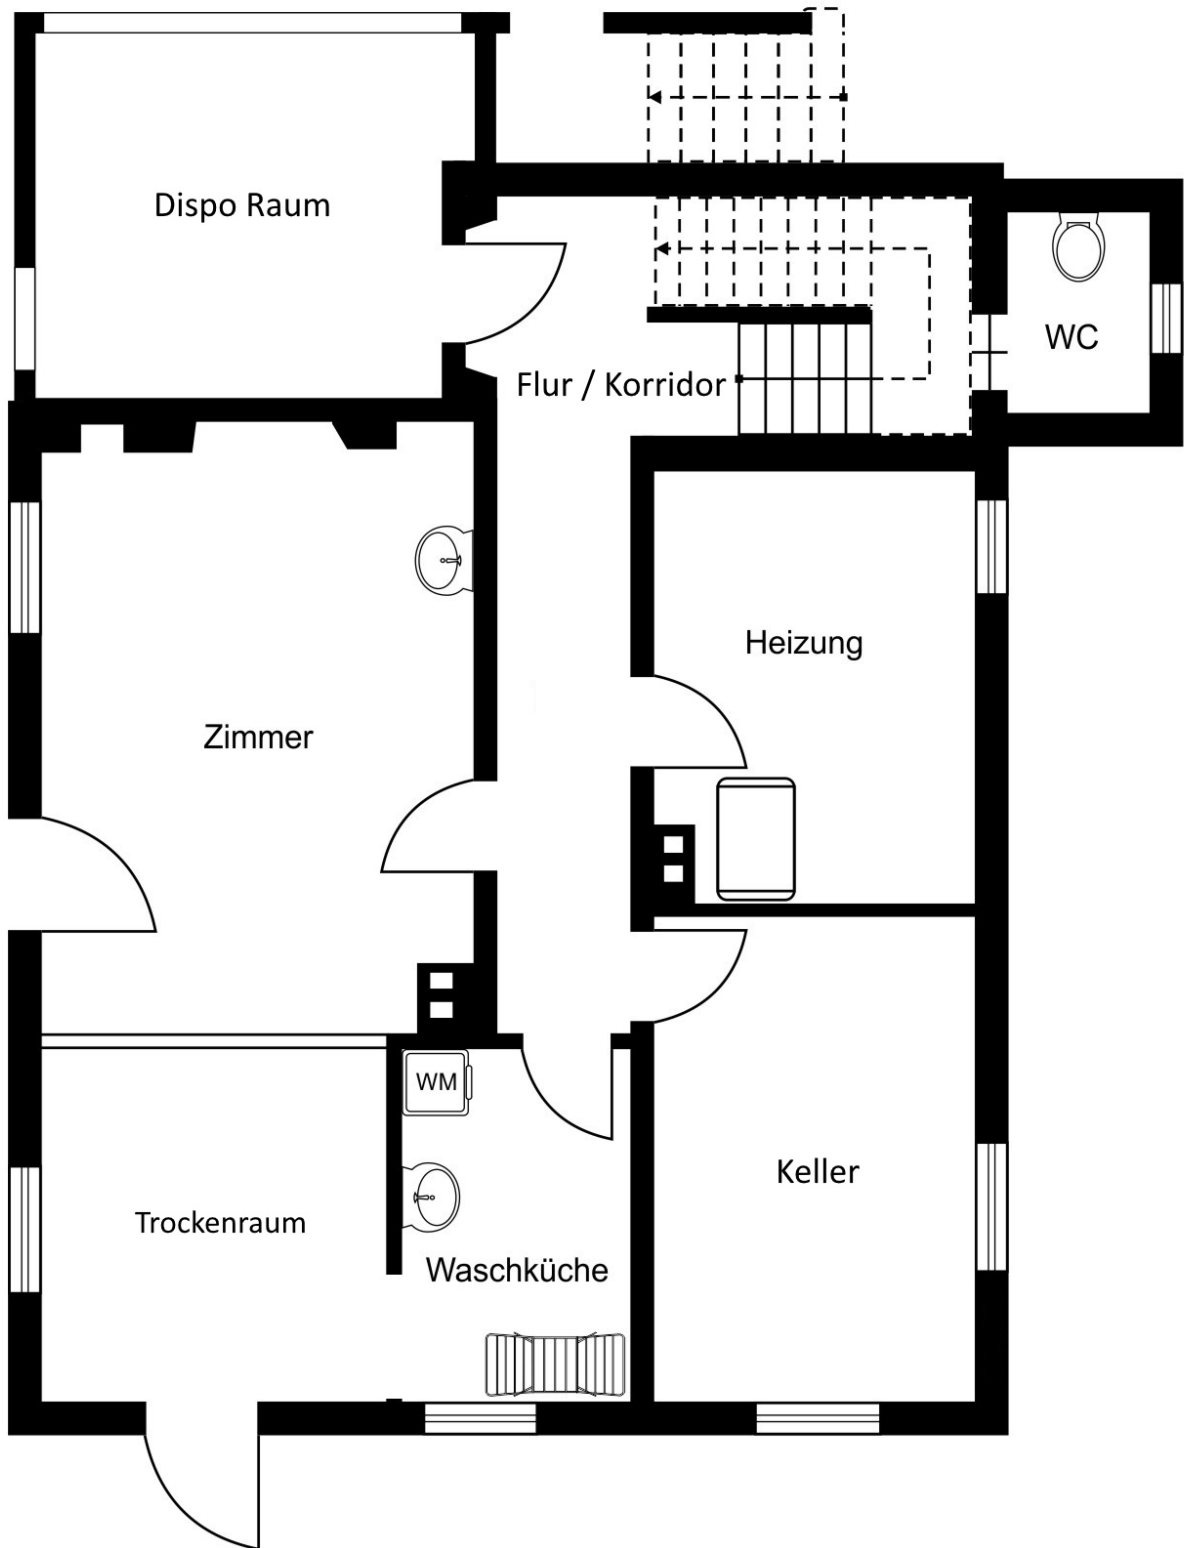 Dispo Raum
WC
Flur / Korridor
Heizung
Zimmer
WM
Keller
Trockenraum
Waschküche